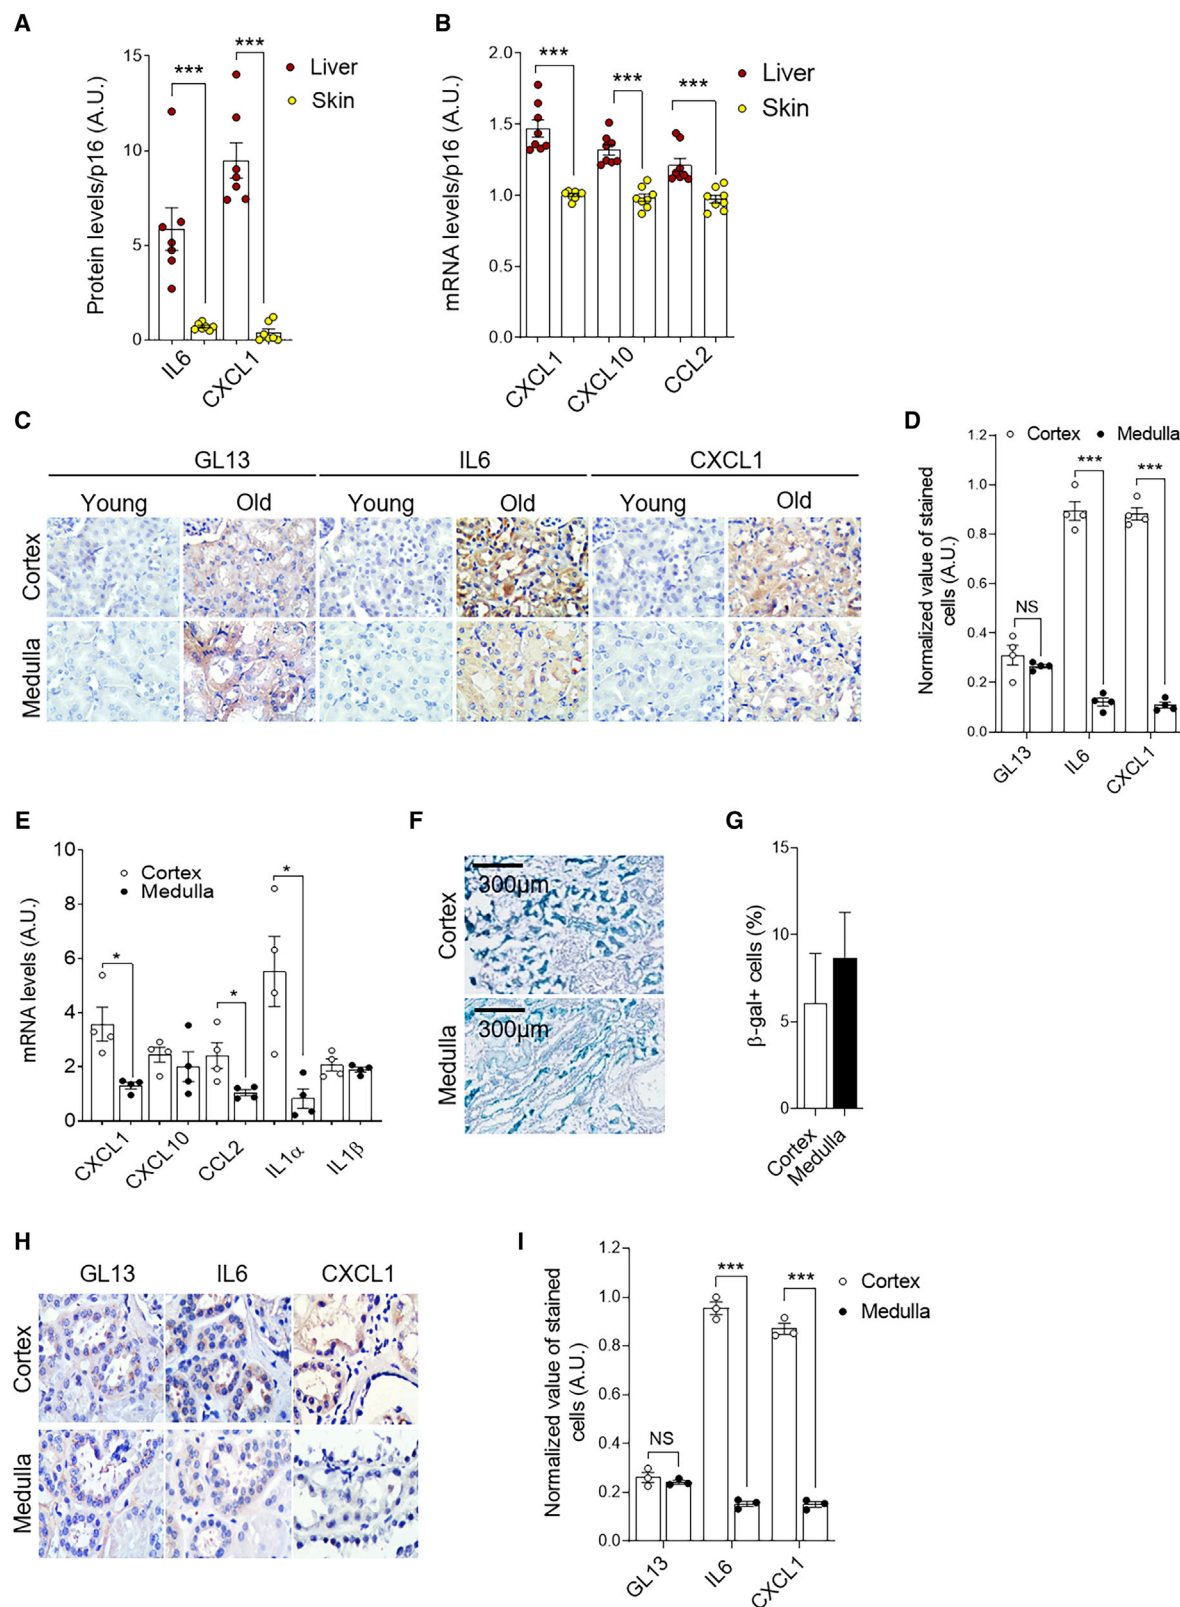 A
Protein levels/p16 (A.U.)
15
10
5
0
***
***
Liver
Skin
IL6
CXCL1
B
mRNA levels/p16 (A.U.)
2.0
1.5
1.0
0.5
0.0
***
***
***
Liver
Skin
CXCL1
CXCL10
CCL2
C
GL13 IL6 CXCL1
Young Old Young Old Young Old
Cortex
Medulla
D
Cortex Medulla
Normalized value of stained
cells (A.U.)
1.2
1.0
0.8
0.6
0.4
0.2
0.0
NS
***
***
GL13
IL6
CXCL1
E
mRNA levels (A.U.)
10
8
6
4
2
0
Cortex
Medulla
*
*
*
CXCL1
CXCL10
CCL2
IL1α
IL1β
F
Cortex
300µm
Medulla
300µm
G
β-gal+ cells (%)
15
10
5
0
Cortex
Medulla
H
GL13 IL6 CXCL1
Cortex
Medulla
I
Normalized value of stained
cells (A.U.)
1.2
1.0
0.8
0.6
0.4
0.2
0.0
NS
***
***
Cortex
Medulla
GL13
IL6
CXCL1